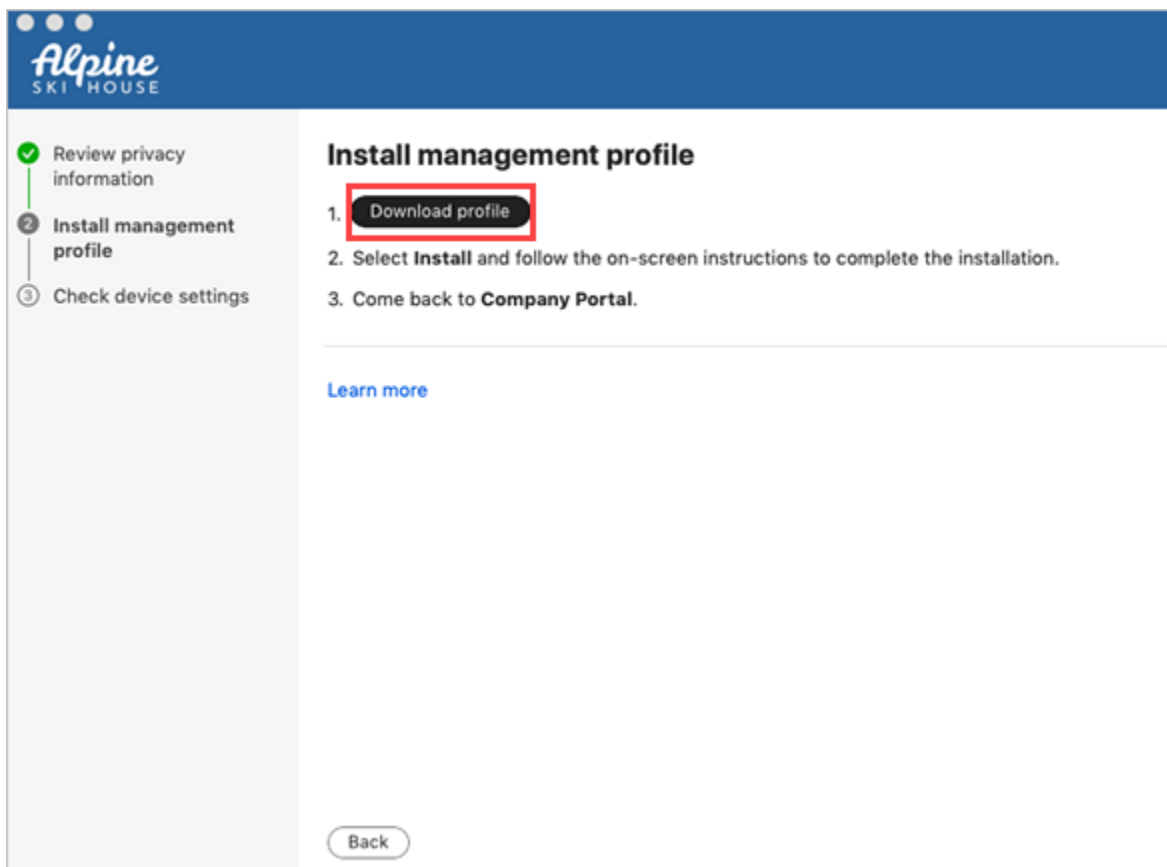 Alpine
SKI HOUSE
Review privacy
information
2 Install management
profile
3 Check device settings
Install management profile
1. Download profile
2. Select Install and follow the on-screen instructions to complete the installation.
3. Come back to Company Portal.
Learn more
Back